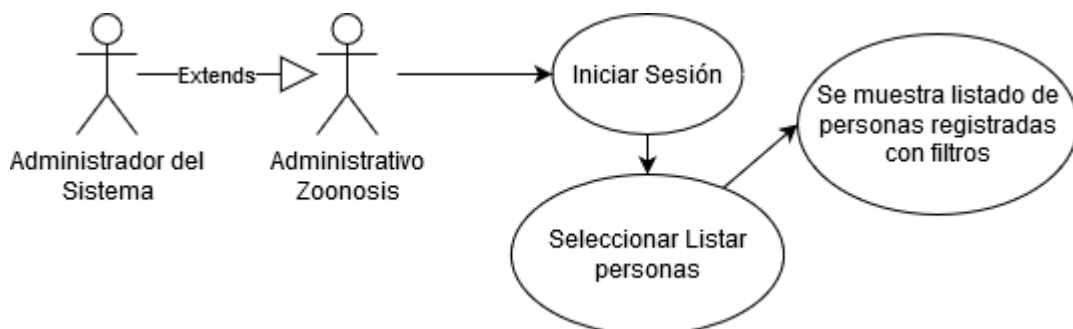 Extends
Administrador del
Sistema
Administrativo
Zoonosis
Iniciar Sesión
Seleccionar Listar
personas
Se muestra listado de
personas registradas
con filtros